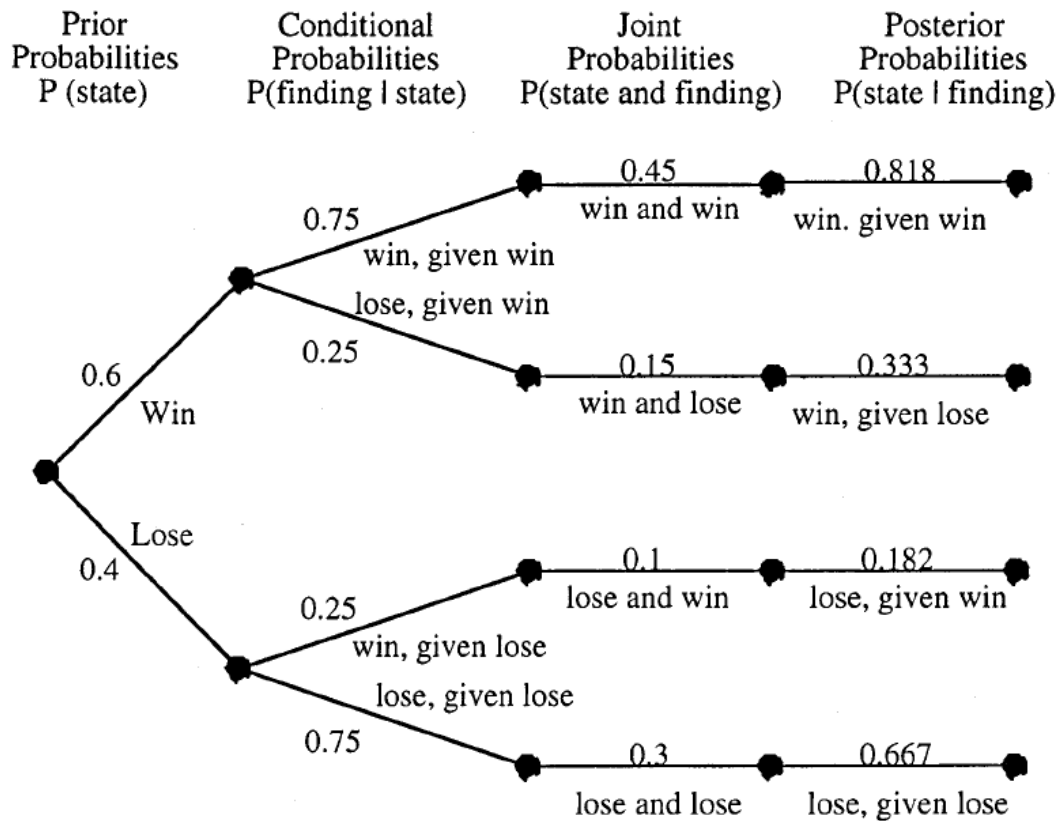 Prior
Probabilities
P (state)
Conditional
Probabilities
P(finding | state)
Joint
Probabilities
P(state and finding)
Posterior
Probabilities
P(state | finding)
0.45
win and win
0.818
win. given win
0.75
win, given win
lose, given win
0.25
0.15
win and lose
0.333
win, given lose
0.6
Win
Lose
0.4
0.1
lose and win
0.182
lose, given win
0.25
win, given lose
lose, given lose
0.75
0.3
lose and lose
0.667
lose, given lose